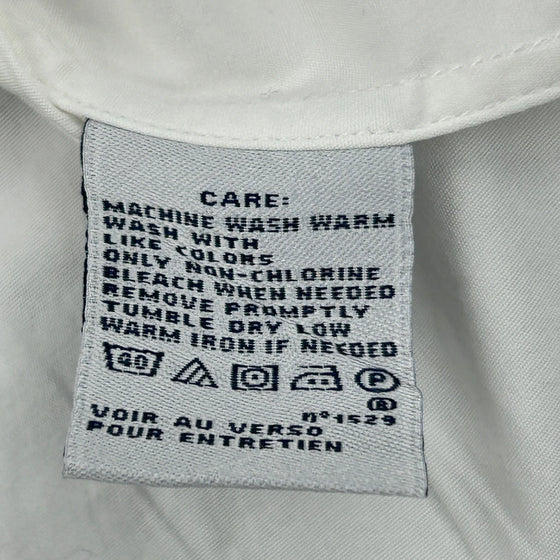 CARE:
MACHINE WASH WARM
WASH WITH
LIKE COLORS
ONLY NON-CHLORINE
BLEACH WHEN NEEDED
REMOVE PROMPTLY
TUMBLE DRY LOW
WARM IRON IF NEEDED
40 P
®
VOIR AU VERSO nº1529
POUR ENTRETIEN